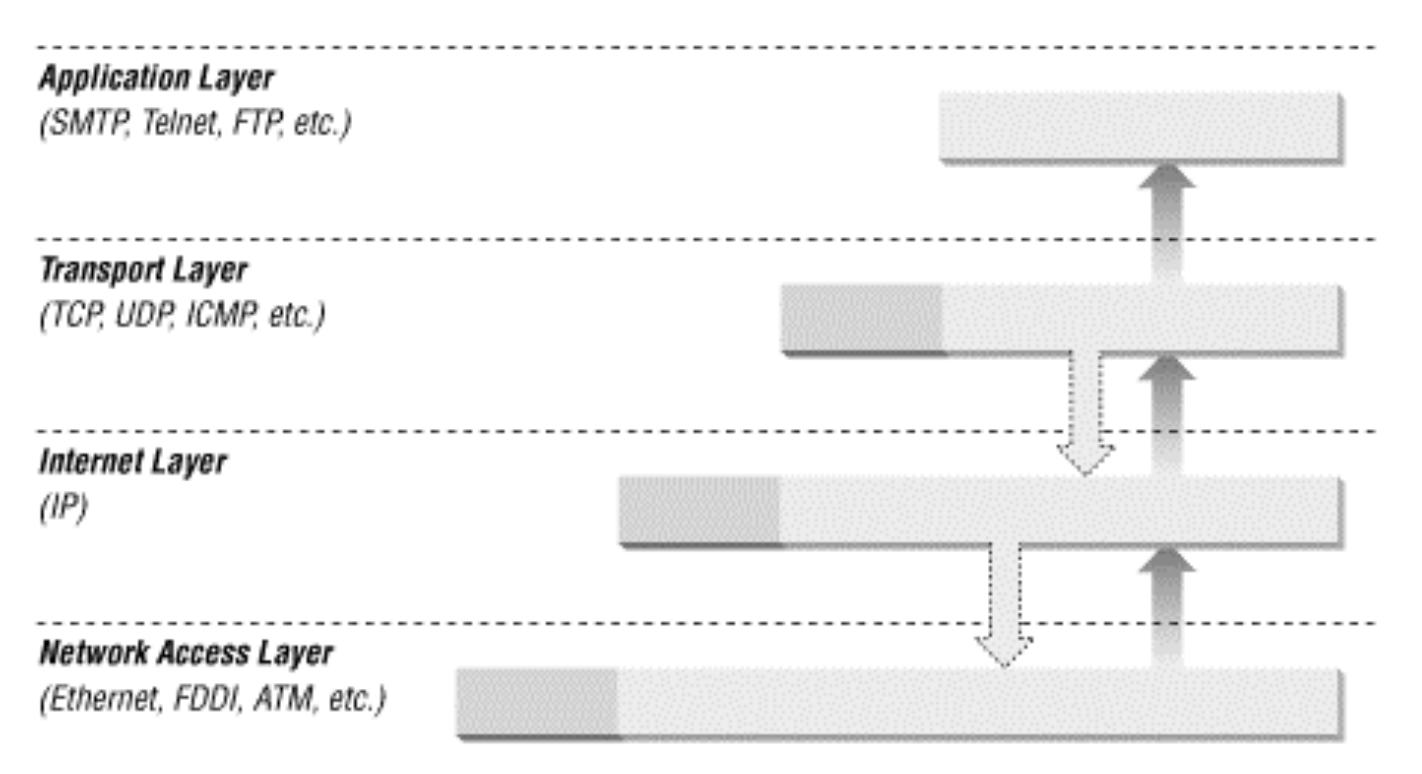 Application Layer
(SMTP, Telnet, FTP, etc.)
Transport Layer
(TCP, UDP, ICMP, etc.)
Internet Layer
(IP)
Network Access Layer
(Ethernet, FDDI, ATM, etc.)